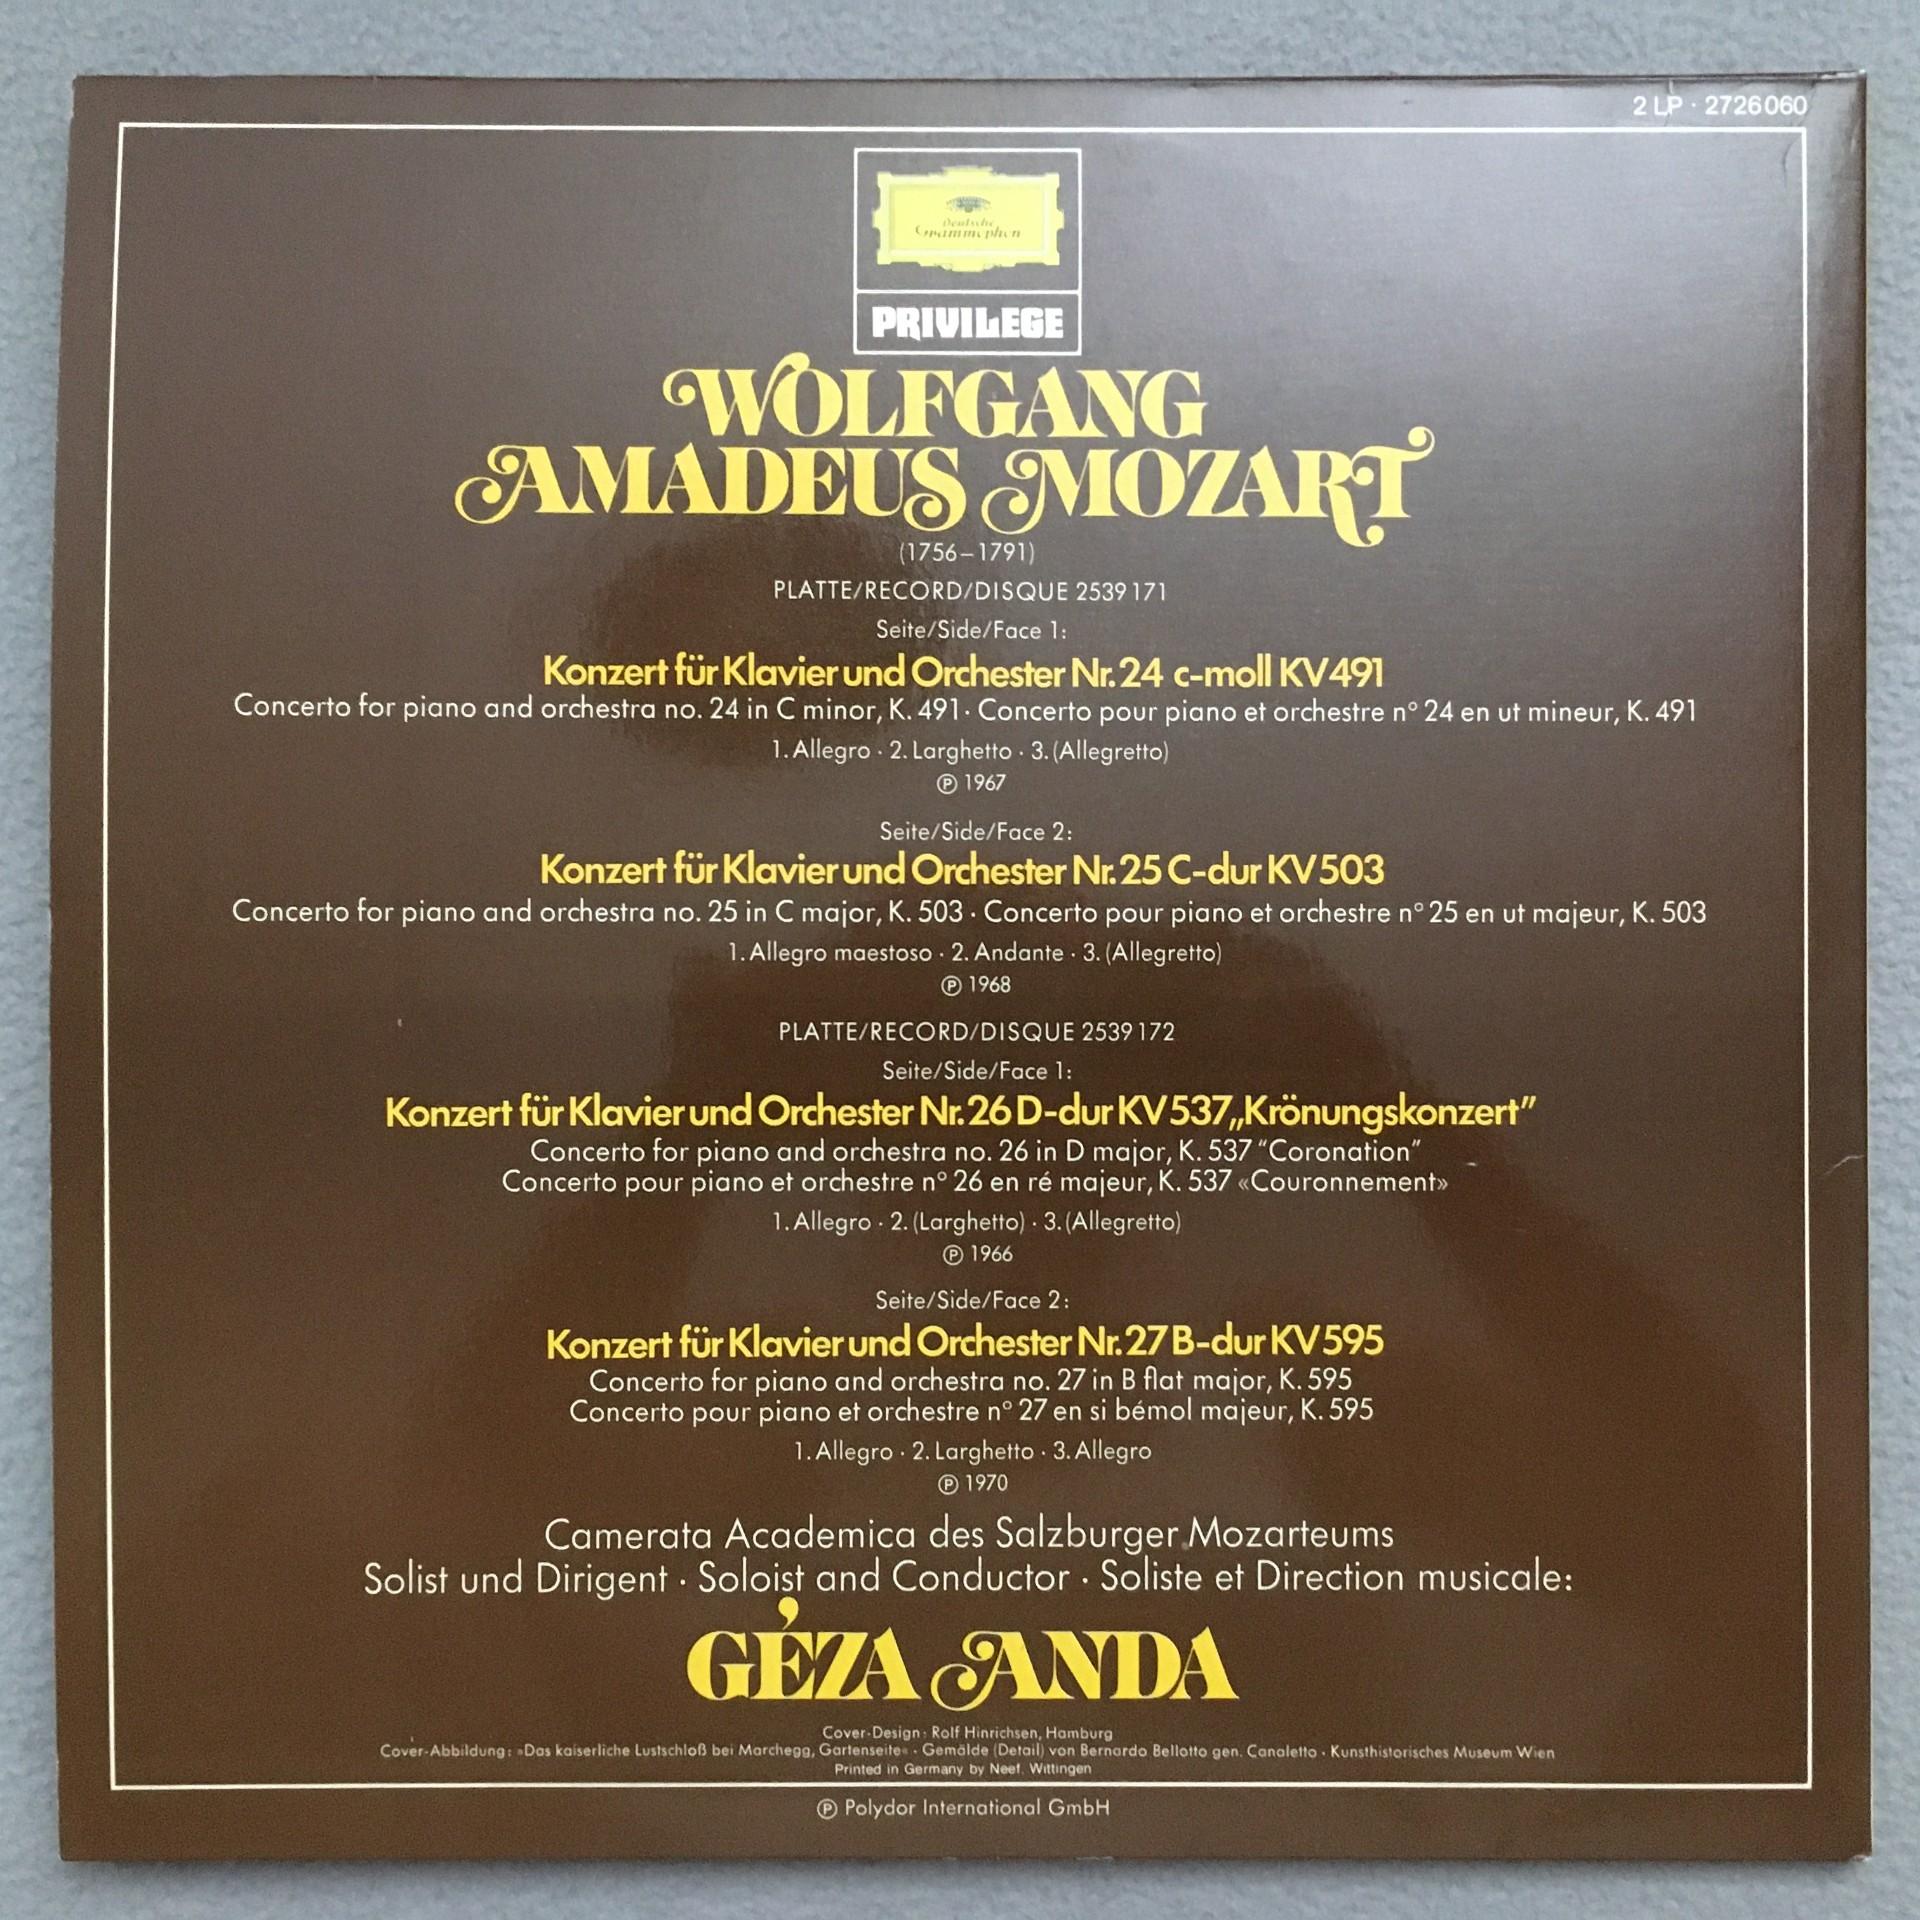 2 LP · 2726 060
Deutsche
Grammophon
PRIVILEGE
WOLFGANG
AMADEUS MOZART
(1756–1791)
PLATTE/RECORD/DISQUE 2539 171
Seite/Side/Face 1:
Konzert für Klavier und Orchester Nr. 24 c-moll KV 491
Concerto for piano and orchestra no. 24 in C minor, K. 491 · Concerto pour piano et orchestre n° 24 en ut mineur, K. 491
1. Allegro · 2. Larghetto · 3. (Allegretto)
℗ 1967
Seite/Side/Face 2:
Konzert für Klavier und Orchester Nr. 25 C-dur KV 503
Concerto for piano and orchestra no. 25 in C major, K. 503 · Concerto pour piano et orchestre n° 25 en ut majeur, K. 503
1. Allegro maestoso · 2. Andante · 3. (Allegretto)
℗ 1968
PLATTE/RECORD/DISQUE 2539 172
Seite/Side/Face 1:
Konzert für Klavier und Orchester Nr. 26 D-dur KV 537 „Krönungskonzert”
Concerto for piano and orchestra no. 26 in D major, K. 537 “Coronation”
Concerto pour piano et orchestre n° 26 en ré majeur, K. 537 «Couronnement»
1. Allegro · 2. (Larghetto) · 3. (Allegretto)
℗ 1966
Seite/Side/Face 2:
Konzert für Klavier und Orchester Nr. 27 B-dur KV 595
Concerto for piano and orchestra no. 27 in B flat major, K. 595
Concerto pour piano et orchestre n° 27 en si bémol majeur, K. 595
1. Allegro · 2. Larghetto · 3. Allegro
℗ 1970
Camerata Academica des Salzburger Mozarteums
Solist und Dirigent · Soloist and Conductor · Soliste et Direction musicale:
GÉZA ANDA
Cover-Design: Rolf Hinrichsen, Hamburg
Cover-Abbildung: »Das kaiserliche Lustschloß bei Marchegg, Gartenseite« · Gemälde (Detail) von Bernardo Bellotto gen. Canaletto · Kunsthistorisches Museum Wien
Printed in Germany by Neef, Wittingen
℗ Polydor International GmbH